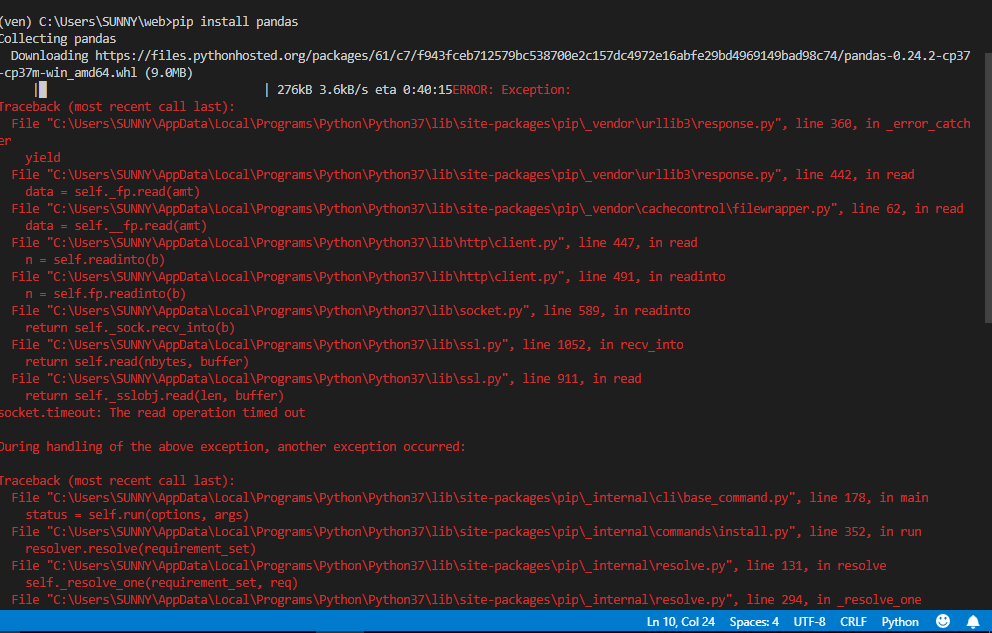 (ven) C:\Users\SUNNY\web>pip install pandas
Collecting pandas
Downloading https://files.pythonhosted.org/packages/61/c7/f943fceb712579bc538700e2c157dc4972e16abfe29bd4969149bad98c74/pandas-0.24.2-cp37
-cp37m-win_amd64.whl (9.0MB)
|█ | 276kB 3.6kB/s eta 0:40:15ERROR: Exception:
Traceback (most recent call last):
File "C:\Users\SUNNY\AppData\Local\Programs\Python\Python37\lib\site-packages\pip\_vendor\urllib3\response.py", line 360, in _error_catch
er
yield
File "C:\Users\SUNNY\AppData\Local\Programs\Python\Python37\lib\site-packages\pip\_vendor\urllib3\response.py", line 442, in read
data = self._fp.read(amt)
File "C:\Users\SUNNY\AppData\Local\Programs\Python\Python37\lib\site-packages\pip\_vendor\cachecontrol\filewrapper.py", line 62, in read
data = self.__fp.read(amt)
File "C:\Users\SUNNY\AppData\Local\Programs\Python\Python37\lib\http\client.py", line 447, in read
n = self.readinto(b)
File "C:\Users\SUNNY\AppData\Local\Programs\Python\Python37\lib\http\client.py", line 491, in readinto
n = self.fp.readinto(b)
File "C:\Users\SUNNY\AppData\Local\Programs\Python\Python37\lib\socket.py", line 589, in readinto
return self._sock.recv_into(b)
File "C:\Users\SUNNY\AppData\Local\Programs\Python\Python37\lib\ssl.py", line 1052, in recv_into
return self.read(nbytes, buffer)
File "C:\Users\SUNNY\AppData\Local\Programs\Python\Python37\lib\ssl.py", line 911, in read
return self._sslobj.read(len, buffer)
socket.timeout: The read operation timed out
During handling of the above exception, another exception occurred:
Traceback (most recent call last):
File "C:\Users\SUNNY\AppData\Local\Programs\Python\Python37\lib\site-packages\pip\_internal\cli\base_command.py", line 178, in main
status = self.run(options, args)
File "C:\Users\SUNNY\AppData\Local\Programs\Python\Python37\lib\site-packages\pip\_internal\commands\install.py", line 352, in run
resolver.resolve(requirement_set)
File "C:\Users\SUNNY\AppData\Local\Programs\Python\Python37\lib\site-packages\pip\_internal\resolve.py", line 131, in resolve
self._resolve_one(requirement_set, req)
File "C:\Users\SUNNY\AppData\Local\Programs\Python\Python37\lib\site-packages\pip\_internal\resolve.py", line 294, in _resolve_one
Ln 10, Col 24 Spaces: 4 UTF-8 CRLF Python